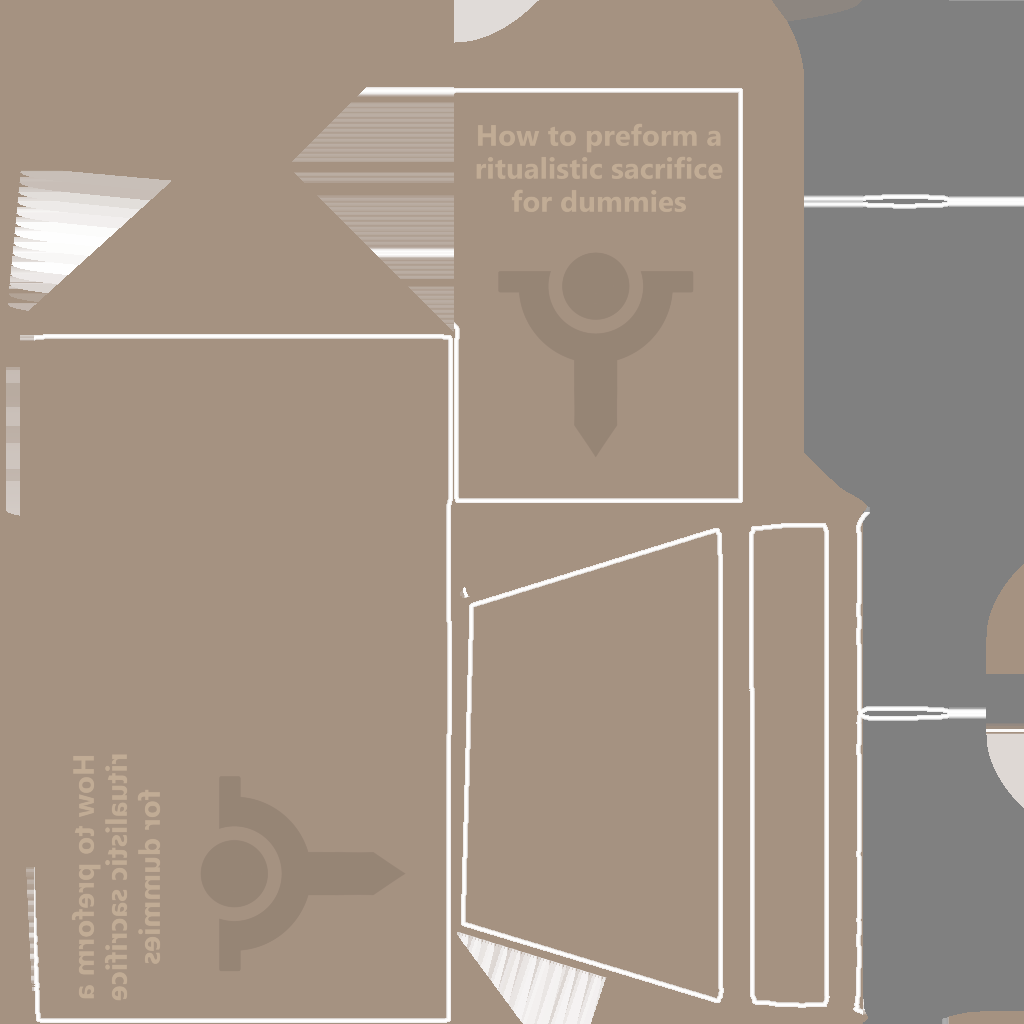 How to preform a
ritualistic sacrifice
for dummies
How to preform a
ritualistic sacrifice
for dummies